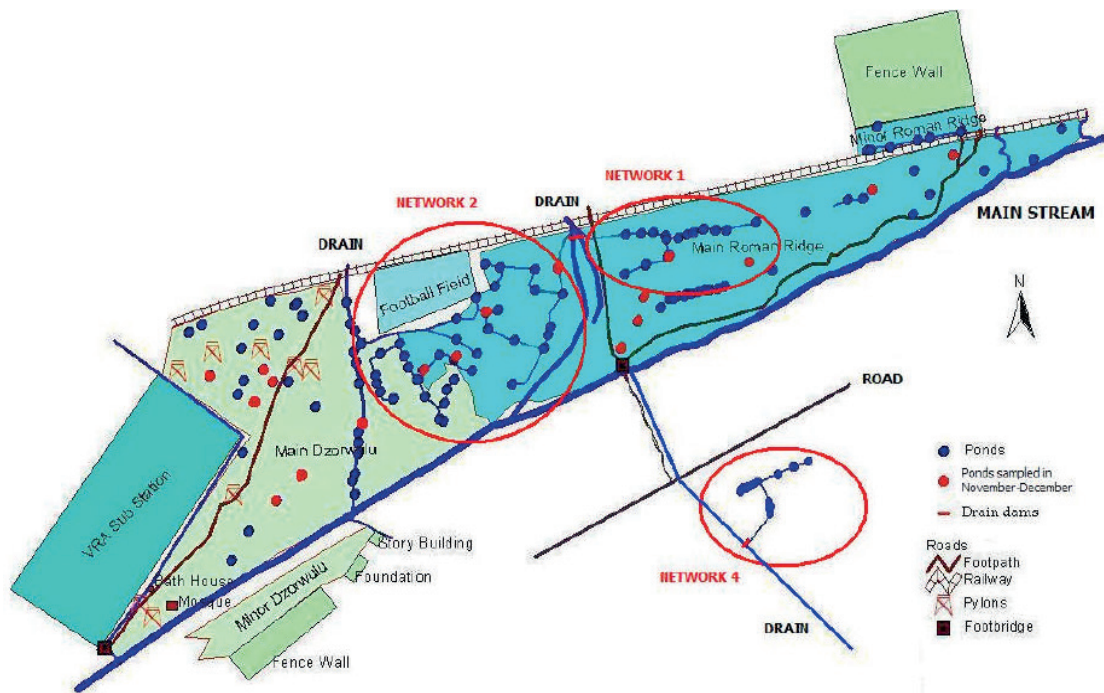 Fence Wall
Minor Roman Ridge
NETWORK 1
NETWORK 2
DRAIN
MAIN STREAM
DRAIN
Main Roman Ridge
Football Field
N
ROAD
Main Dzorwulu
VRA Sub Station
Ponds
Ponds sampled in
November-December
Drain dams
Story Building
Roads
Footpath
Foundation
Railway
NETWORK 4
Bath House
Mosque
Minor Dzorwulu
Pylons
DRAIN
Footbridge
Fence Wall